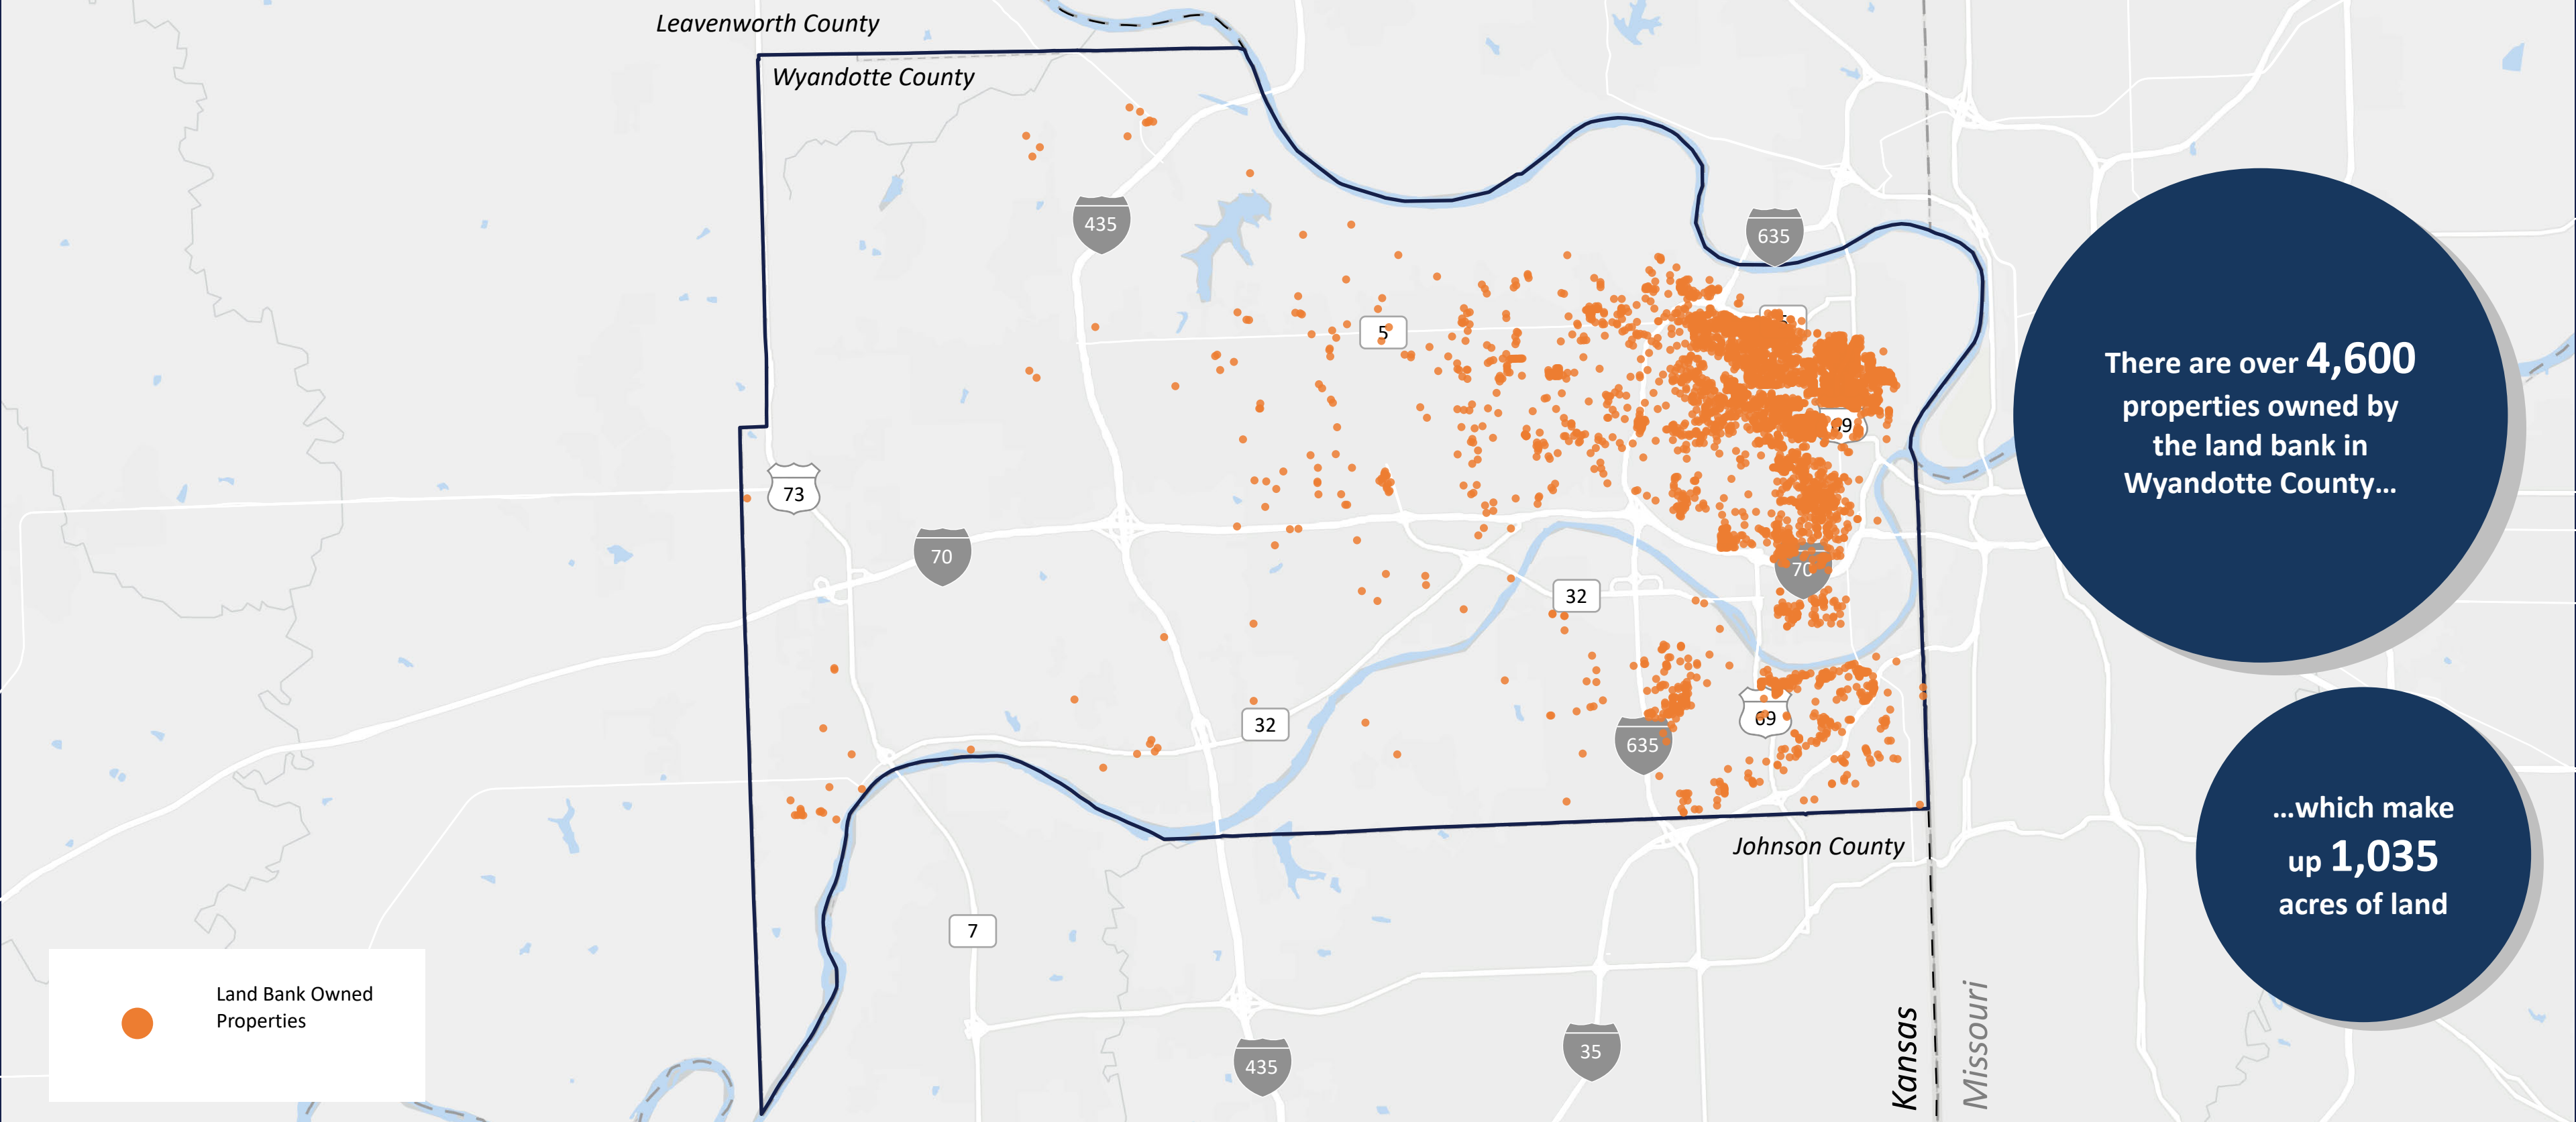 Leavenworth County
Wyandotte County
435
635
5
73
70
32
70
32
635
69
There are over 4,600
properties owned by
the land bank in
Wyandotte County...
...which make
up 1,035
acres of land
Johnson County
7
435
35
Kansas
Missouri
Land Bank Owned
Properties